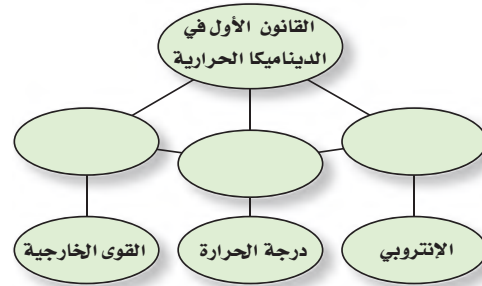 القانون الأول في
الديناميكا الحرارية
الإنتروبي
درجة الحرارة
القوى الخارجية